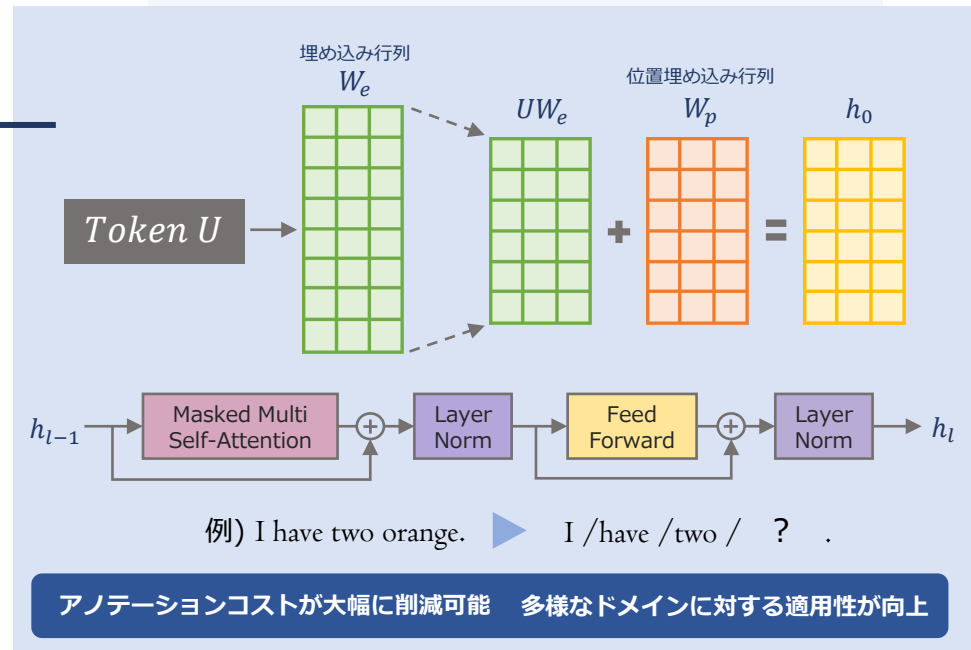 埋め込み行列
W_e
位置埋め込み行列
UW_e
W_p
h_0
Token U
+
=
h_{l-1}
Masked Multi
Self-Attention
+
Layer
Norm
Feed
Forward
+
Layer
Norm
h_l
例) I have two orange.
I /have /two / ? .
アノテーションコストが大幅に削減可能 多様なドメインに対する適用性が向上